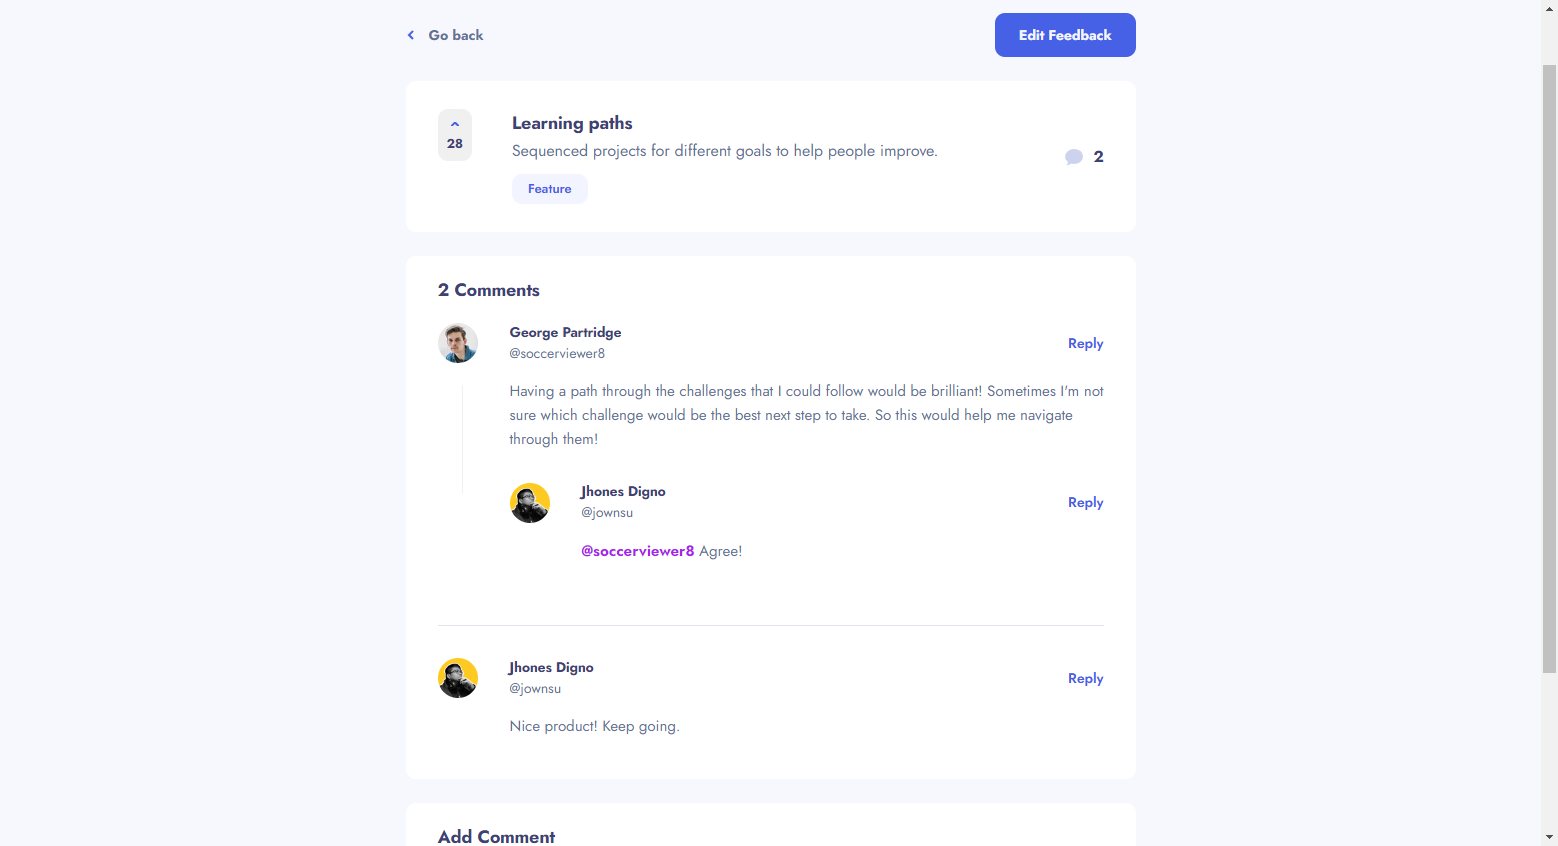 Go back
Edit Feedback
28
Learning paths
Sequenced projects for different goals to help people improve.
2
Feature
2 Comments
George Partridge
@soccerviewer8
Reply
Having a path through the challenges that I could follow would be brilliant! Sometimes I'm not
sure which challenge would be the best next step to take. So this would help me navigate
through them!
Jhones Digno
@jownsu
Reply
@soccerviewer8 Agree!
Jhones Digno
@jownsu
Reply
Nice product! Keep going.
Add Comment